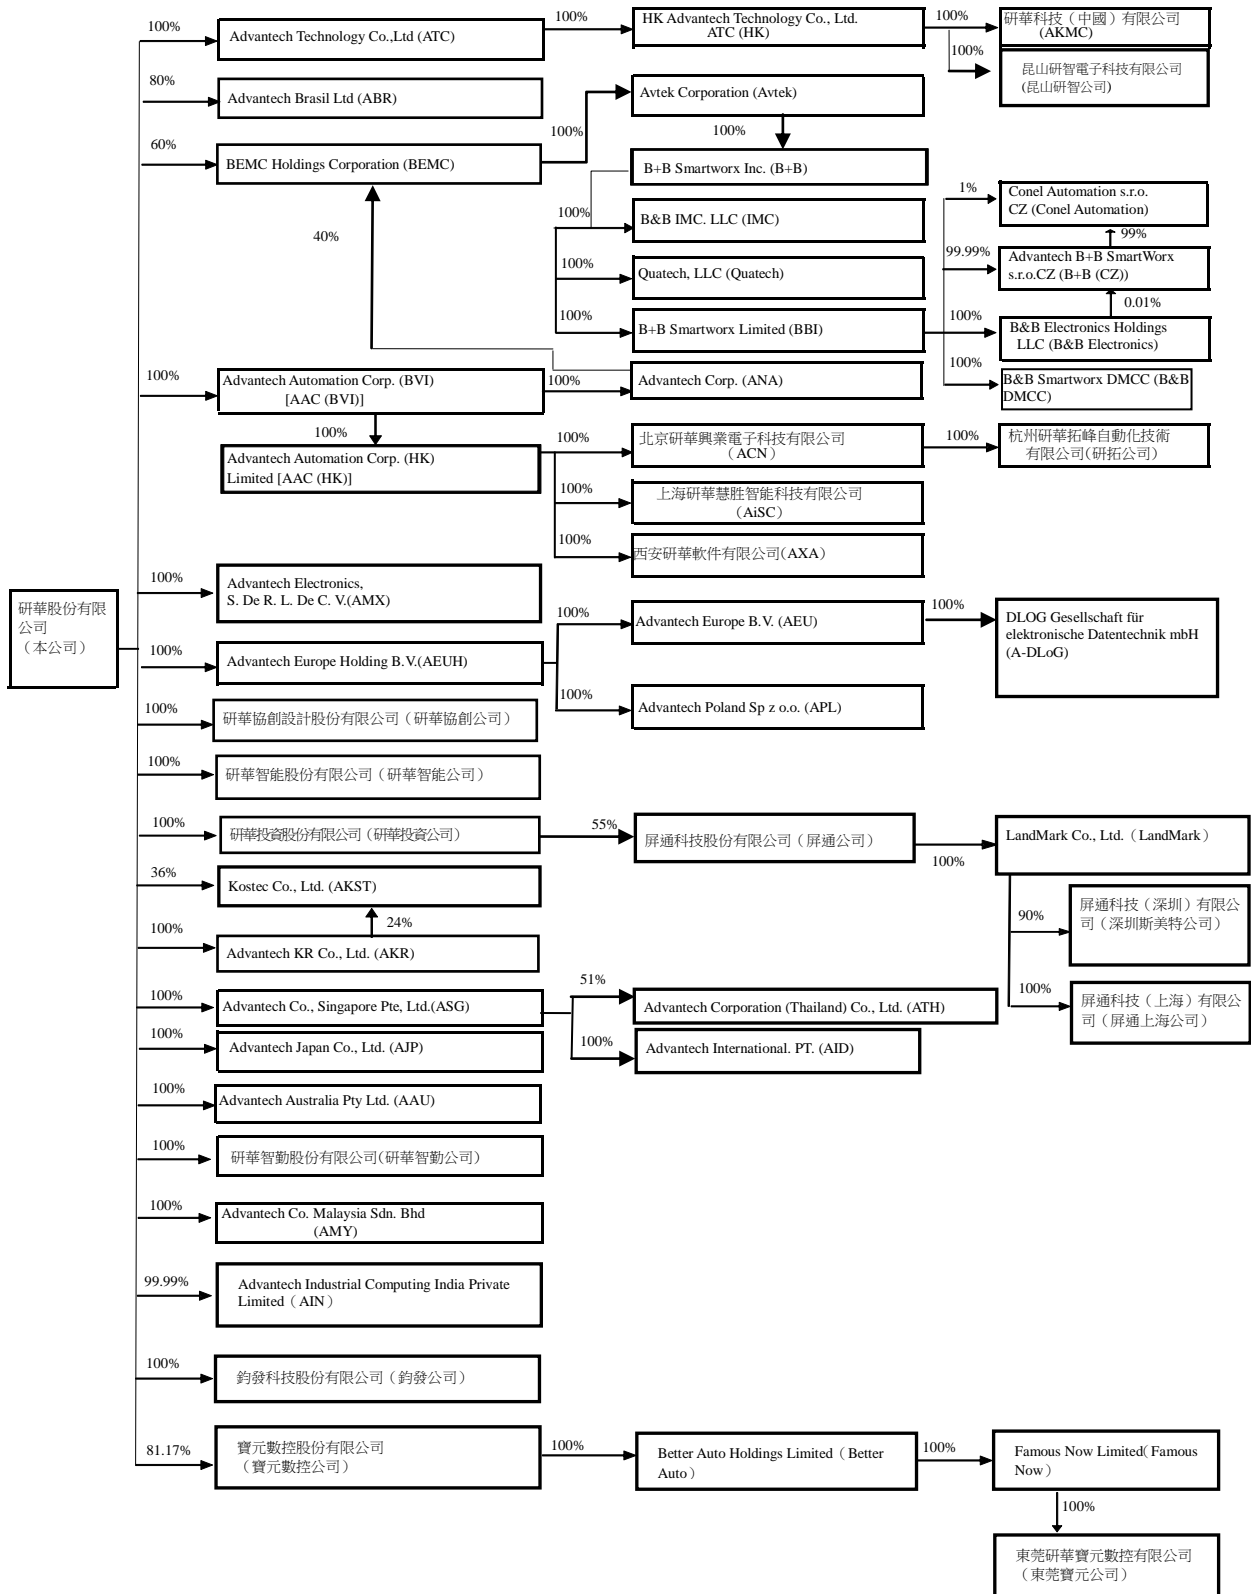 研華股份有限
公司
（本公司）
100%
Advantech Technology Co.,Ltd (ATC)
100%
HK Advantech Technology Co., Ltd.
ATC (HK)
100%
研華科技（中國）有限公司
(AKMC)
100%
昆山研智電子科技有限公司
(昆山研智公司)
80%
Advantech Brasil Ltd (ABR)
60%
BEMC Holdings Corporation (BEMC)
100%
Avtek Corporation (Avtek)
100%
B+B Smartworx Inc. (B+B)
40%
100%
B&B IMC. LLC (IMC)
100%
Quatech, LLC (Quatech)
100%
B+B Smartworx Limited (BBI)
1%
Conel Automation s.r.o.
CZ (Conel Automation)
99%
99.99%
Advantech B+B SmartWorx
s.r.o.CZ (B+B (CZ))
0.01%
100%
B&B Electronics Holdings
LLC (B&B Electronics)
100%
B&B Smartworx DMCC (B&B
DMCC)
100%
Advantech Automation Corp. (BVI)
[AAC (BVI)]
100%
Advantech Corp. (ANA)
100%
Advantech Automation Corp. (HK)
Limited [AAC (HK)]
100%
北京研華興業電子科技有限公司
(ACN)
100%
杭州研華拓峰自動化技術
有限公司(研拓公司)
100%
上海研華慧胜智能科技有限公司
(AiSC)
100%
西安研華軟件有限公司(AXA)
100%
Advantech Electronics,
S. De R. L. De C. V.(AMX)
100%
Advantech Europe Holding B.V.(AEUH)
100%
Advantech Europe B.V. (AEU)
100%
DLOG Gesellschaft für
elektronische Datentechnik mbH
(A-DLoG)
100%
Advantech Poland Sp z o.o. (APL)
100%
研華協創設計股份有限公司（研華協創公司）
100%
研華智能股份有限公司（研華智能公司）
100%
研華投資股份有限公司（研華投資公司）
55%
屏通科技股份有限公司（屏通公司）
100%
LandMark Co., Ltd.（LandMark）
90%
屏通科技（深圳）有限公
司（深圳斯美特公司）
100%
屏通科技（上海）有限公
司（屏通上海公司）
36%
Kostec Co., Ltd. (AKST)
24%
100%
Advantech KR Co., Ltd. (AKR)
100%
Advantech Co., Singapore Pte, Ltd.(ASG)
51%
Advantech Corporation (Thailand) Co., Ltd. (ATH)
100%
Advantech International. PT. (AID)
100%
Advantech Japan Co., Ltd. (AJP)
100%
Advantech Australia Pty Ltd. (AAU)
100%
研華智勤股份有限公司(研華智勤公司）
100%
Advantech Co. Malaysia Sdn. Bhd
(AMY)
99.99%
Advantech Industrial Computing India Private
Limited（AIN）
100%
鈞發科技股份有限公司（鈞發公司）
81.17%
寶元數控股份有限公司
（寶元數控公司）
100%
Better Auto Holdings Limited（Better
Auto）
100%
Famous Now Limited（Famous
Now）
100%
東莞研華寶元數控有限公司
（東莞寶元公司）